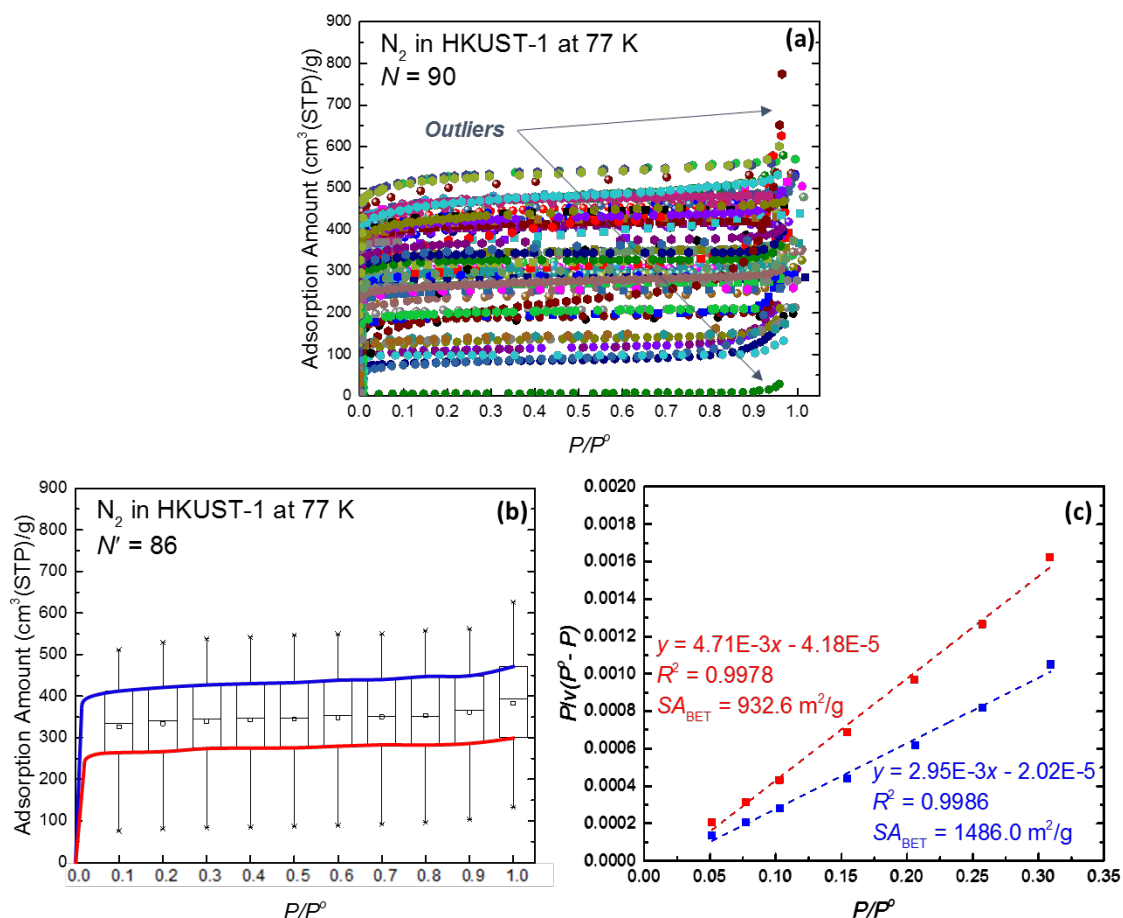 N₂ in HKUST-1 at 77 K
(a)
N = 90
Outliers
Adsorption Amount (cm³(STP)/g)
900
800
700
600
500
400
300
200
100
0
0.0 0.1 0.2 0.3 0.4 0.5 0.6 0.7 0.8 0.9 1.0
P/Pº
N₂ in HKUST-1 at 77 K
(b)
N' = 86
Adsorption Amount (cm³(STP)/g)
900
800
700
600
500
400
300
200
100
0
0.0 0.1 0.2 0.3 0.4 0.5 0.6 0.7 0.8 0.9 1.0
P/Pº
(c)
P/v(Pº - P)
0.0020
0.0018
0.0016
0.0014
0.0012
0.0010
0.0008
0.0006
0.0004
0.0002
0.0000
y = 4.71E-3x - 4.18E-5
R² = 0.9978
SA_BET = 932.6 m²/g
y = 2.95E-3x - 2.02E-5
R² = 0.9986
SA_BET = 1486.0 m²/g
0.00 0.05 0.10 0.15 0.20 0.25 0.30 0.35
P/Pº